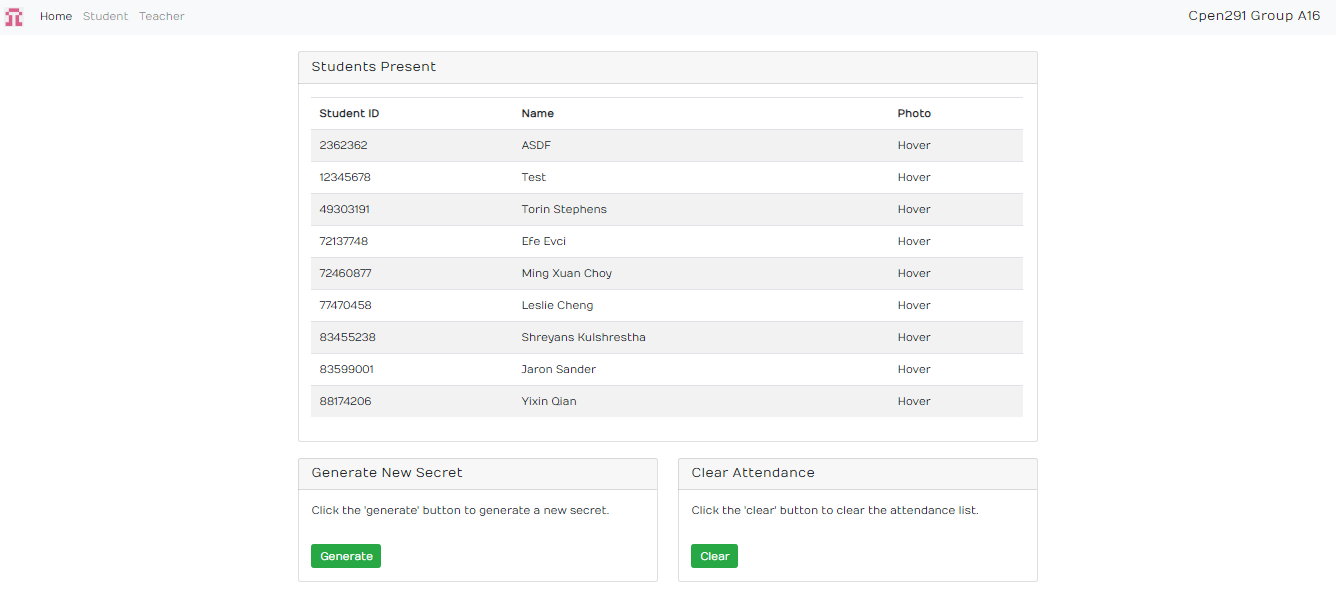 Home Student Teacher Cpen291 Group A16
Students Present
Student ID Name Photo
2362362 ASDF Hover
12345678 Test Hover
49303191 Torin Stephens Hover
72137748 Efe Evci Hover
72460877 Ming Xuan Choy Hover
77470458 Leslie Cheng Hover
83455238 Shreyans Kulshrestha Hover
83599001 Jaron Sander Hover
88174206 Yixin Qian Hover
Generate New Secret
Click the 'generate' button to generate a new secret.
Generate
Clear Attendance
Click the 'clear' button to clear the attendance list.
Clear